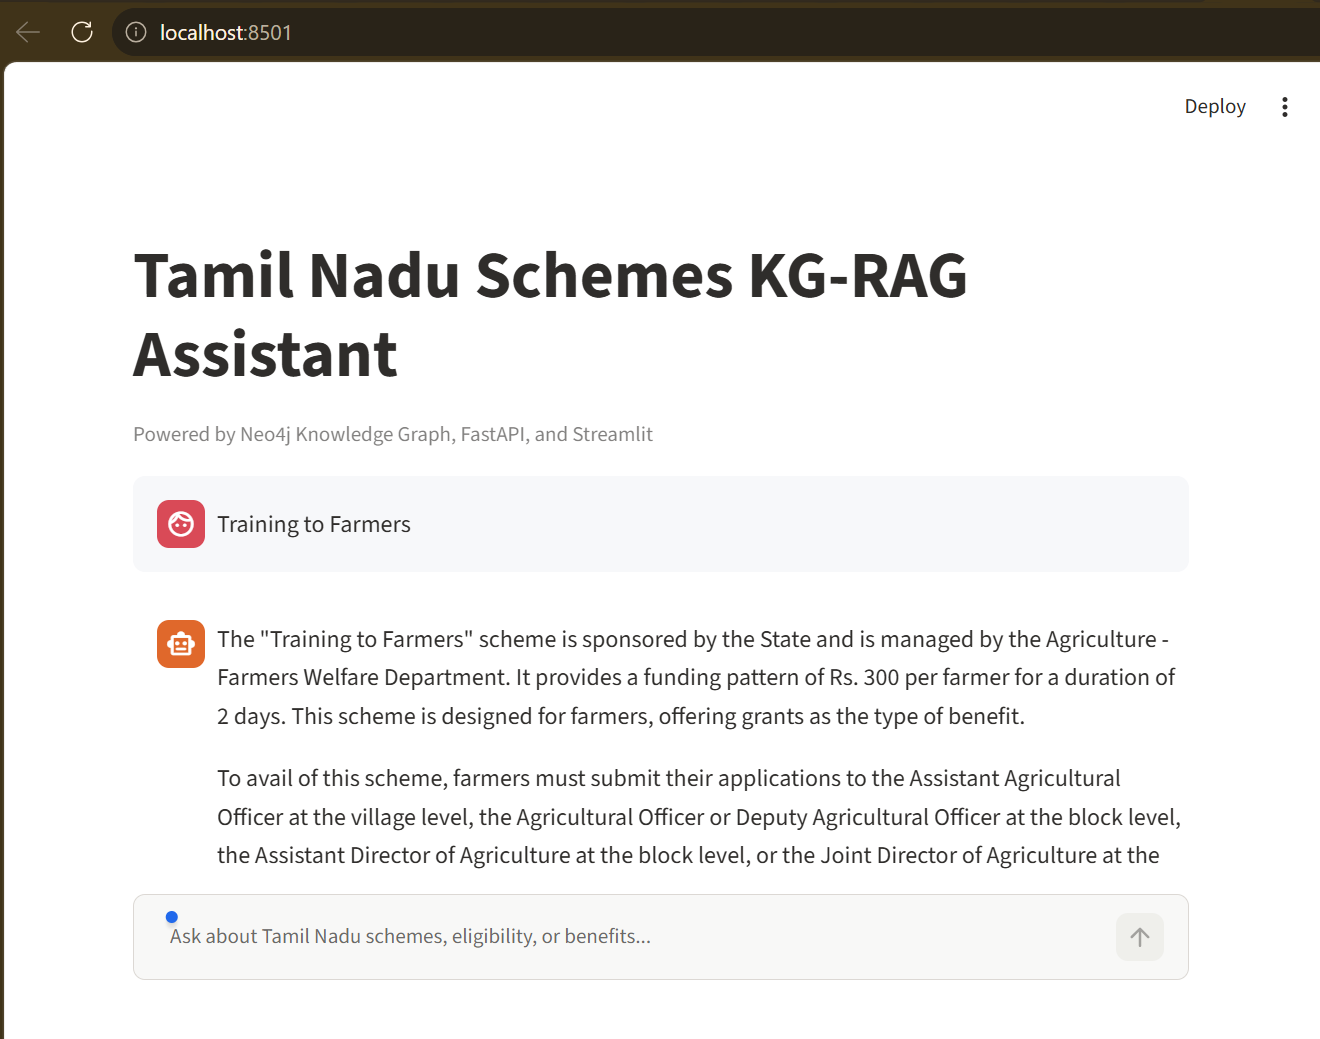 localhost:8501
Deploy
Tamil Nadu Schemes KG-RAG
Assistant
Powered by Neo4j Knowledge Graph, FastAPI, and Streamlit
Training to Farmers
The "Training to Farmers" scheme is sponsored by the State and is managed by the Agriculture -
Farmers Welfare Department. It provides a funding pattern of Rs. 300 per farmer for a duration of
2 days. This scheme is designed for farmers, offering grants as the type of benefit.
To avail of this scheme, farmers must submit their applications to the Assistant Agricultural
Officer at the village level, the Agricultural Officer or Deputy Agricultural Officer at the block level,
the Assistant Director of Agriculture at the block level, or the Joint Director of Agriculture at the
Ask about Tamil Nadu schemes, eligibility, or benefits...